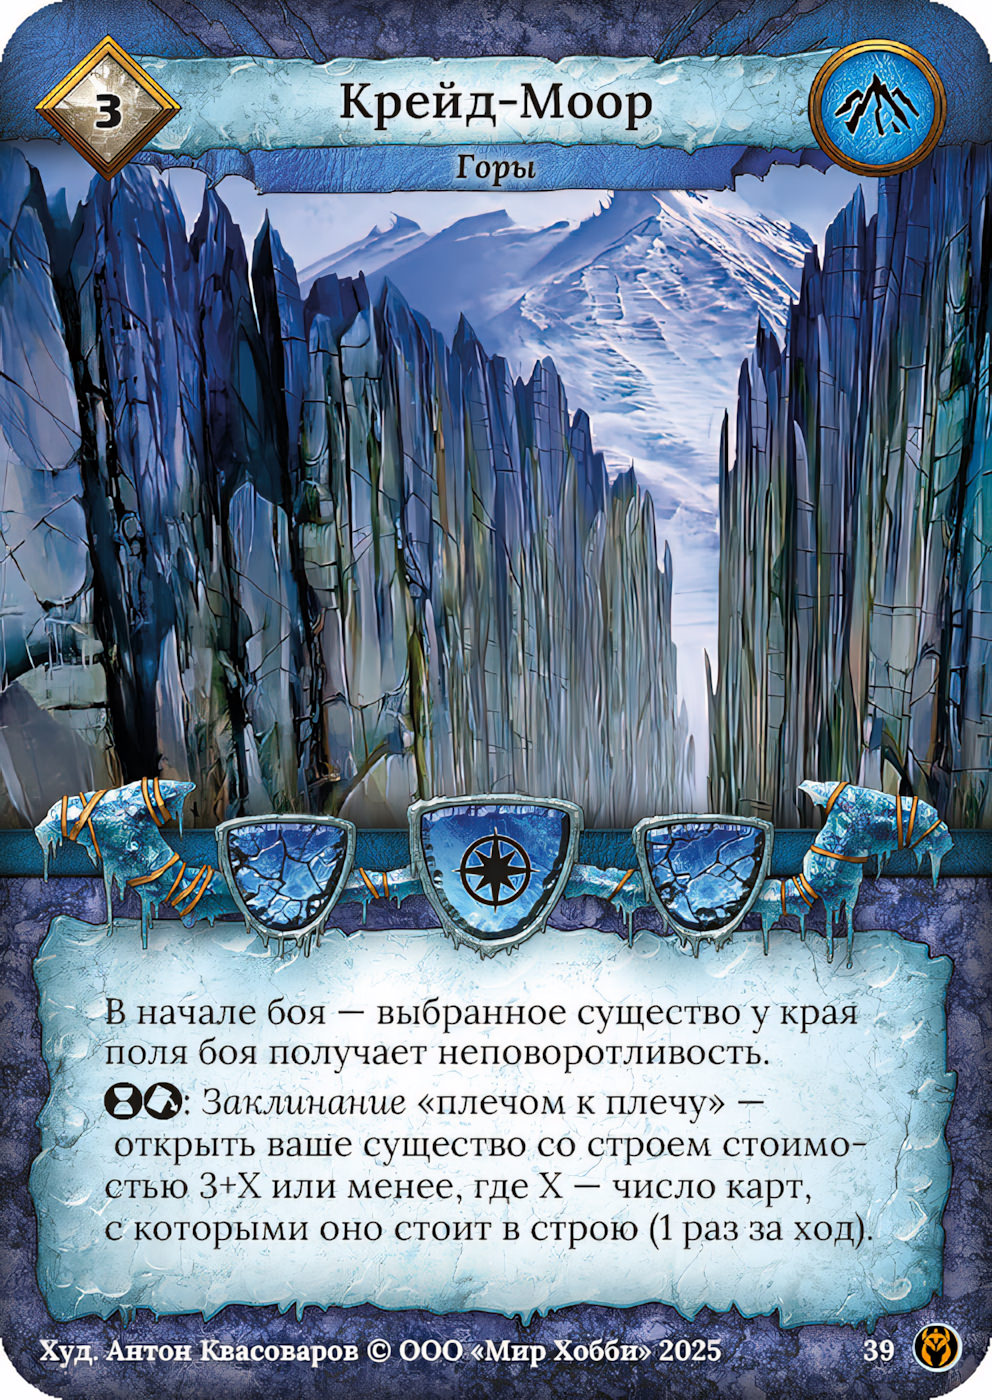 3
Крейд-Моор
Горы
В начале боя — выбранное существо у края
поля боя получает неповоротливость.
: Заклинание «плечом к плечу» —
открыть ваше существо со строем стоимо-
стью 3+X или менее, где X — число карт,
с которыми оно стоит в строю (1 раз за ход).
Худ. Антон Квасоваров © ООО «Мир Хобби» 2025
39